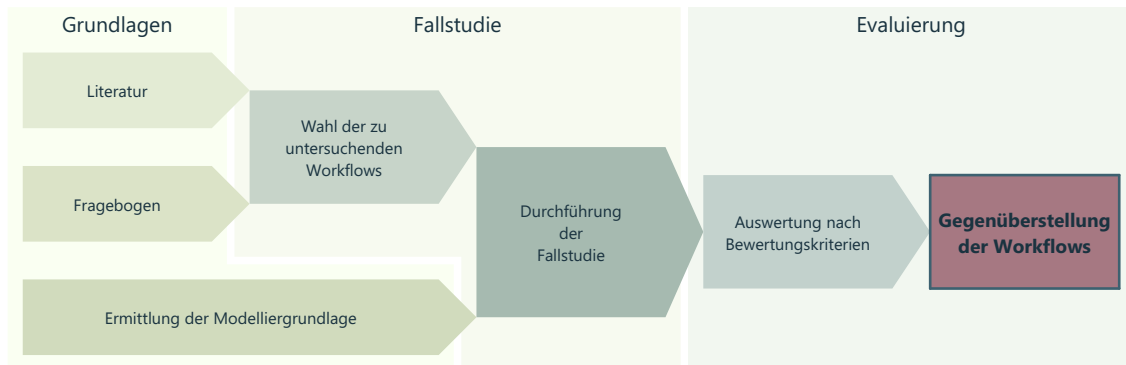 Grundlagen
Fallstudie
Evaluierung
Literatur
Wahl der zu
untersuchenden
Workflows
Fragebogen
Durchführung
der
Fallstudie
Auswertung nach
Bewertungskriterien
Gegenüberstellung
der Workflows
Ermittlung der Modelliergrundlage